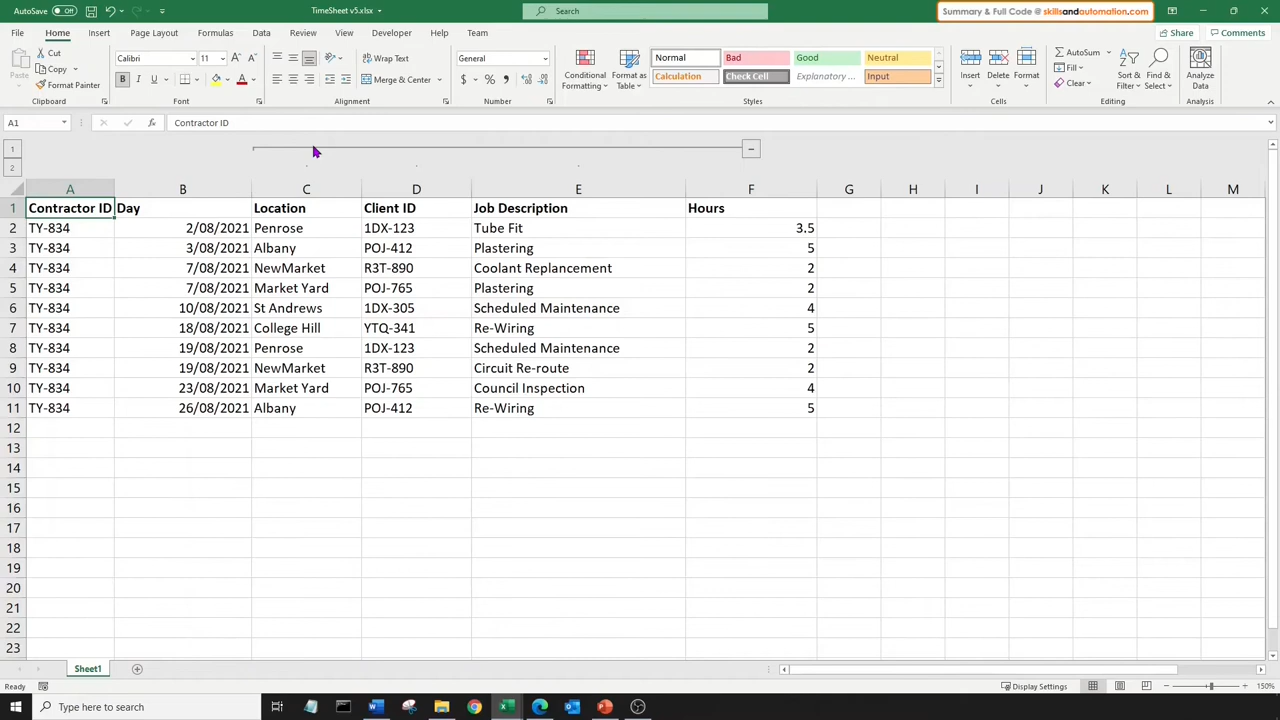 AutoSave Off TimeSheet v5.xlsx Search Summary & Full Code @ skillsandautomation.com
File Home Insert Page Layout Formulas Data Review View Developer Help Team Share Comments
Paste Cut Copy Format Painter Clipboard
Calibri 11 B I U Font
Wrap Text Merge & Center Alignment
General $ % , Number
Conditional Formatting Format as Table Normal Bad Good Neutral
Calculation Check Cell Explanatory ... Input Styles
Insert Delete Format Cells
AutoSum Fill Clear Sort & Filter Find & Select Editing
Analyze Data Analysis
A1 fx Contractor ID
1
2
A B C D E F G H I J K L M
1 Contractor ID Day Location Client ID Job Description Hours
2 TY-834 2/08/2021 Penrose 1DX-123 Tube Fit 3.5
3 TY-834 3/08/2021 Albany POJ-412 Plastering 5
4 TY-834 7/08/2021 NewMarket R3T-890 Coolant Replancement 2
5 TY-834 7/08/2021 Market Yard POJ-765 Plastering 2
6 TY-834 10/08/2021 St Andrews 1DX-305 Scheduled Maintenance 4
7 TY-834 18/08/2021 College Hill YTQ-341 Re-Wiring 5
8 TY-834 19/08/2021 Penrose 1DX-123 Scheduled Maintenance 2
9 TY-834 19/08/2021 NewMarket R3T-890 Circuit Re-route 2
10 TY-834 23/08/2021 Market Yard POJ-765 Council Inspection 4
11 TY-834 26/08/2021 Albany POJ-412 Re-Wiring 5
12
13
14
15
16
17
18
19
20
21
22
23
Sheet1
Ready Display Settings 150%
Type here to search